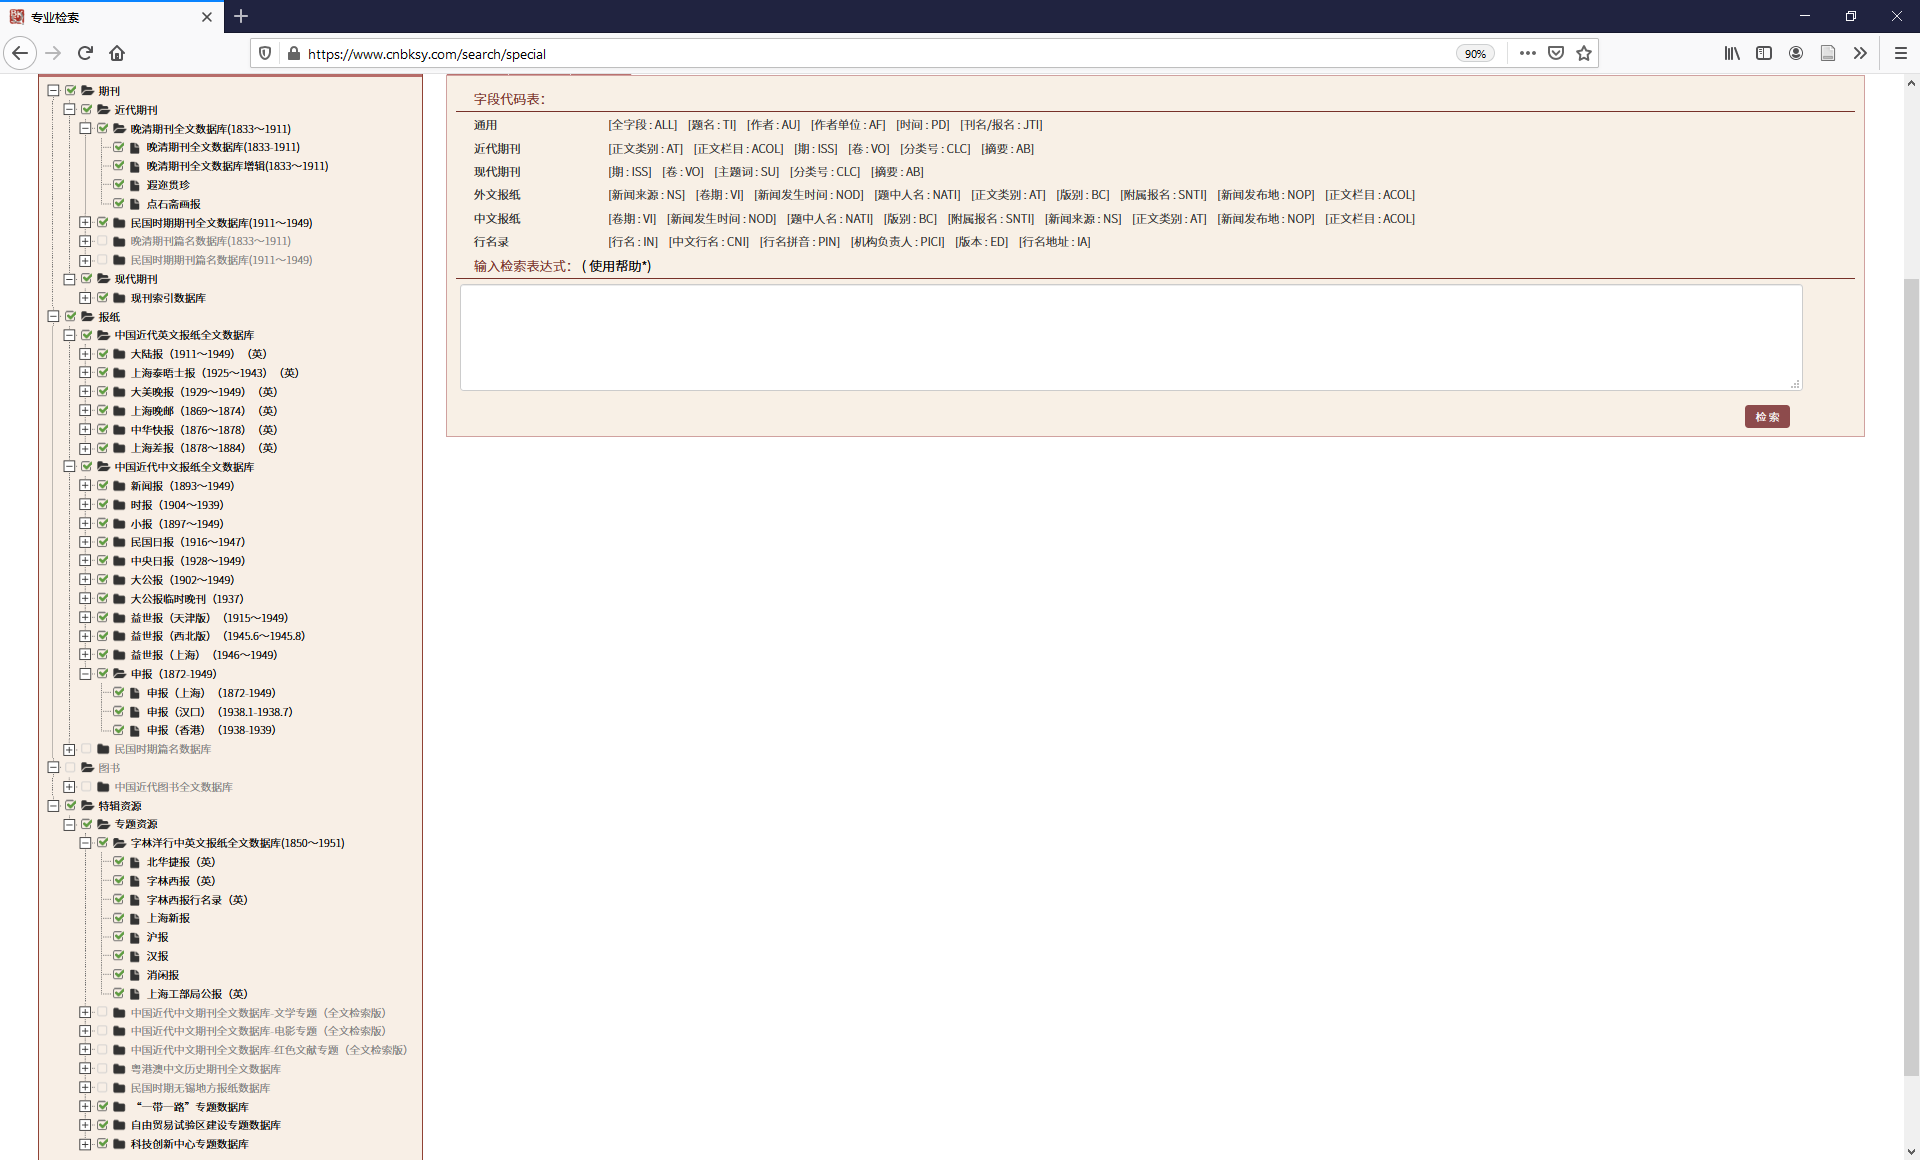 专业检索
https://www.cnbksy.com/search/special
90%
期刊
近代期刊
晚清期刊全文数据库(1833～1911)
晚清期刊全文数据库(1833-1911)
晚清期刊全文数据库增辑(1833～1911)
遐迩贯珍
点石斋画报
民国时期期刊全文数据库(1911～1949)
晚清期刊篇名数据库(1833～1911)
民国时期期刊篇名数据库(1911～1949)
现代期刊
现刊索引数据库
报纸
中国近代英文报纸全文数据库
大陆报（1911～1949）（英）
上海泰晤士报（1925～1943）（英）
大美晚报（1929～1949）（英）
上海晚邮（1869～1874）（英）
中华快报（1876～1878）（英）
上海差报（1878～1884）（英）
中国近代中文报纸全文数据库
新闻报（1893～1949）
时报（1904～1939）
小报（1897～1949）
民国日报（1916～1947）
中央日报（1928～1949）
大公报（1902～1949）
大公报临时晚刊（1937）
益世报（天津版）（1915～1949）
益世报（西北版）（1945.6～1945.8）
益世报（上海）（1946～1949）
申报（1872-1949）
申报（上海）（1872-1949）
申报（汉口）（1938.1-1938.7）
申报（香港）（1938-1939）
民国时期篇名数据库
图书
中国近代图书全文数据库
特辑资源
专题资源
字林洋行中英文报纸全文数据库(1850～1951)
北华捷报（英）
字林西报（英）
字林西报行名录（英）
上海新报
沪报
汉报
消闲报
上海工部局公报（英）
中国近代中文期刊全文数据库-文学专题（全文检索版）
中国近代中文期刊全文数据库-电影专题（全文检索版）
中国近代中文期刊全文数据库-红色文献专题（全文检索版）
粤港澳中文历史期刊全文数据库
民国时期无锡地方报纸数据库
“一带一路”专题数据库
自由贸易试验区建设专题数据库
科技创新中心专题数据库
字段代码表：
通用 [全字段 : ALL] [题名 : TI] [作者 : AU] [作者单位 : AF] [时间 : PD] [刊名/报名 : JTI]
近代期刊 [正文类别 : AT] [正文栏目 : ACOL] [期 : ISS] [卷 : VO] [分类号 : CLC] [摘要 : AB]
现代期刊 [期 : ISS] [卷 : VO] [主题词 : SU] [分类号 : CLC] [摘要 : AB]
外文报纸 [新闻来源 : NS] [卷期 : VI] [新闻发生时间 : NOD] [题中人名 : NATI] [正文类别 : AT] [版别 : BC] [附属报名 : SNTI] [新闻发布地 : NOP] [正文栏目 : ACOL]
中文报纸 [卷期 : VI] [新闻发生时间 : NOD] [题中人名 : NATI] [版别 : BC] [附属报名 : SNTI] [新闻来源 : NS] [正文类别 : AT] [新闻发布地 : NOP] [正文栏目 : ACOL]
行名录 [行名 : IN] [中文行名 : CNI] [行名拼音 : PIN] [机构负责人 : PICI] [版本 : ED] [行名地址 : IA]
输入检索表达式： ( 使用帮助*)
检 索